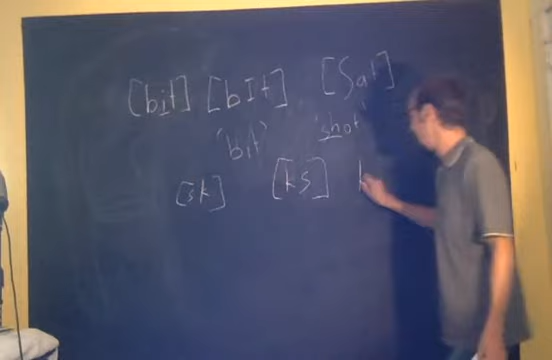 [bit] [bIt] [ʃat]
'bit' 'shot'
[sk] [ks]